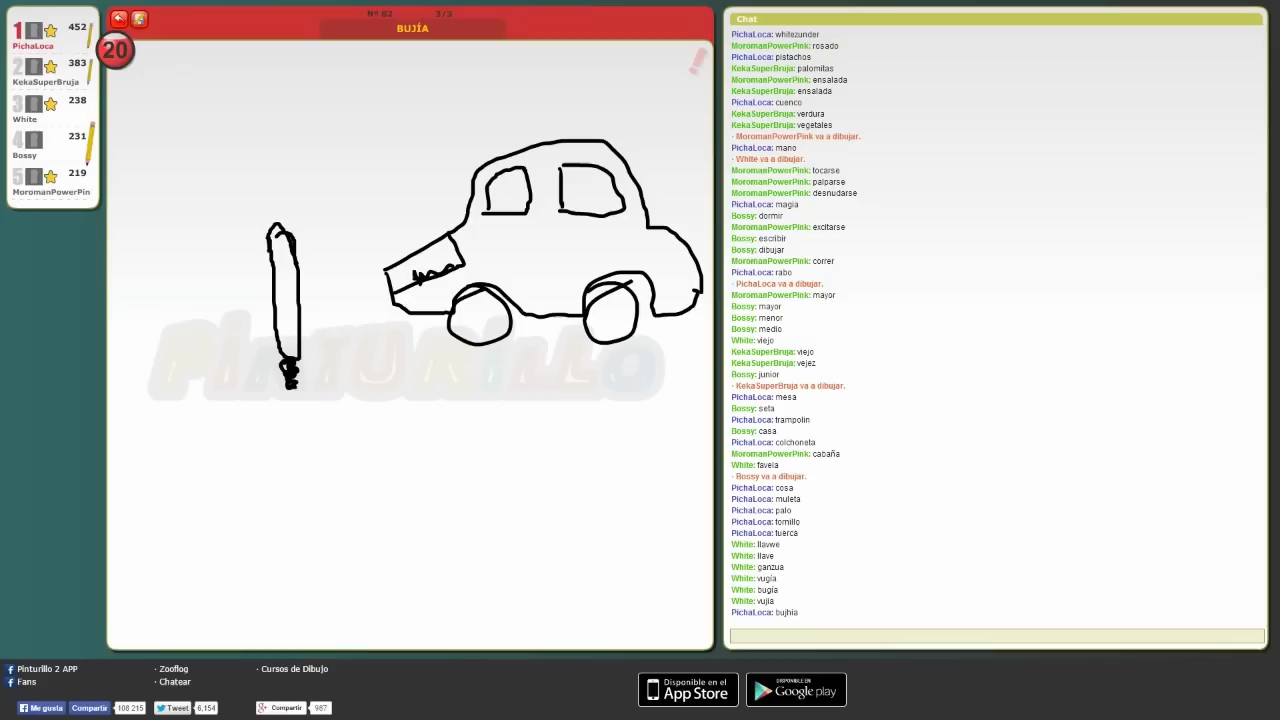 Nº 82 3/3
BUJÍA
20
1 452
PichaLoca
2 383
KekaSuperBruja
3 238
White
4 231
Bossy
5 219
MoromanPowerPin
Pinturillo
Chat
PichaLoca: whitezunder
MoromanPowerPink: rosado
PichaLoca: pistachos
KekaSuperBruja: palomitas
MoromanPowerPink: ensalada
KekaSuperBruja: ensalada
PichaLoca: cuenco
KekaSuperBruja: verdura
KekaSuperBruja: vegetales
· MoromanPowerPink va a dibujar.
PichaLoca: mano
· White va a dibujar.
MoromanPowerPink: tocarse
MoromanPowerPink: palparse
MoromanPowerPink: desnudarse
PichaLoca: magia
Bossy: dormir
MoromanPowerPink: excitarse
Bossy: escribir
Bossy: dibujar
MoromanPowerPink: correr
PichaLoca: rabo
· PichaLoca va a dibujar.
MoromanPowerPink: mayor
Bossy: mayor
Bossy: menor
Bossy: medio
White: viejo
KekaSuperBruja: viejo
KekaSuperBruja: vejez
Bossy: junior
· KekaSuperBruja va a dibujar.
PichaLoca: mesa
Bossy: seta
PichaLoca: trampolin
Bossy: casa
PichaLoca: colchoneta
MoromanPowerPink: cabaña
White: favela
· Bossy va a dibujar.
PichaLoca: cosa
PichaLoca: muleta
PichaLoca: palo
PichaLoca: tornillo
PichaLoca: tuerca
White: llavwe
White: llave
White: ganzua
White: vugía
White: bugía
White: vujia
PichaLoca: bujhia
Pinturillo 2 APP · Zooflog · Cursos de Dibujo
Fans · Chatear
Me gusta Compartir 108 215 Tweet 6,154 Compartir 987
DISPONIBLE EN
Disponible en el
App Store
Google play